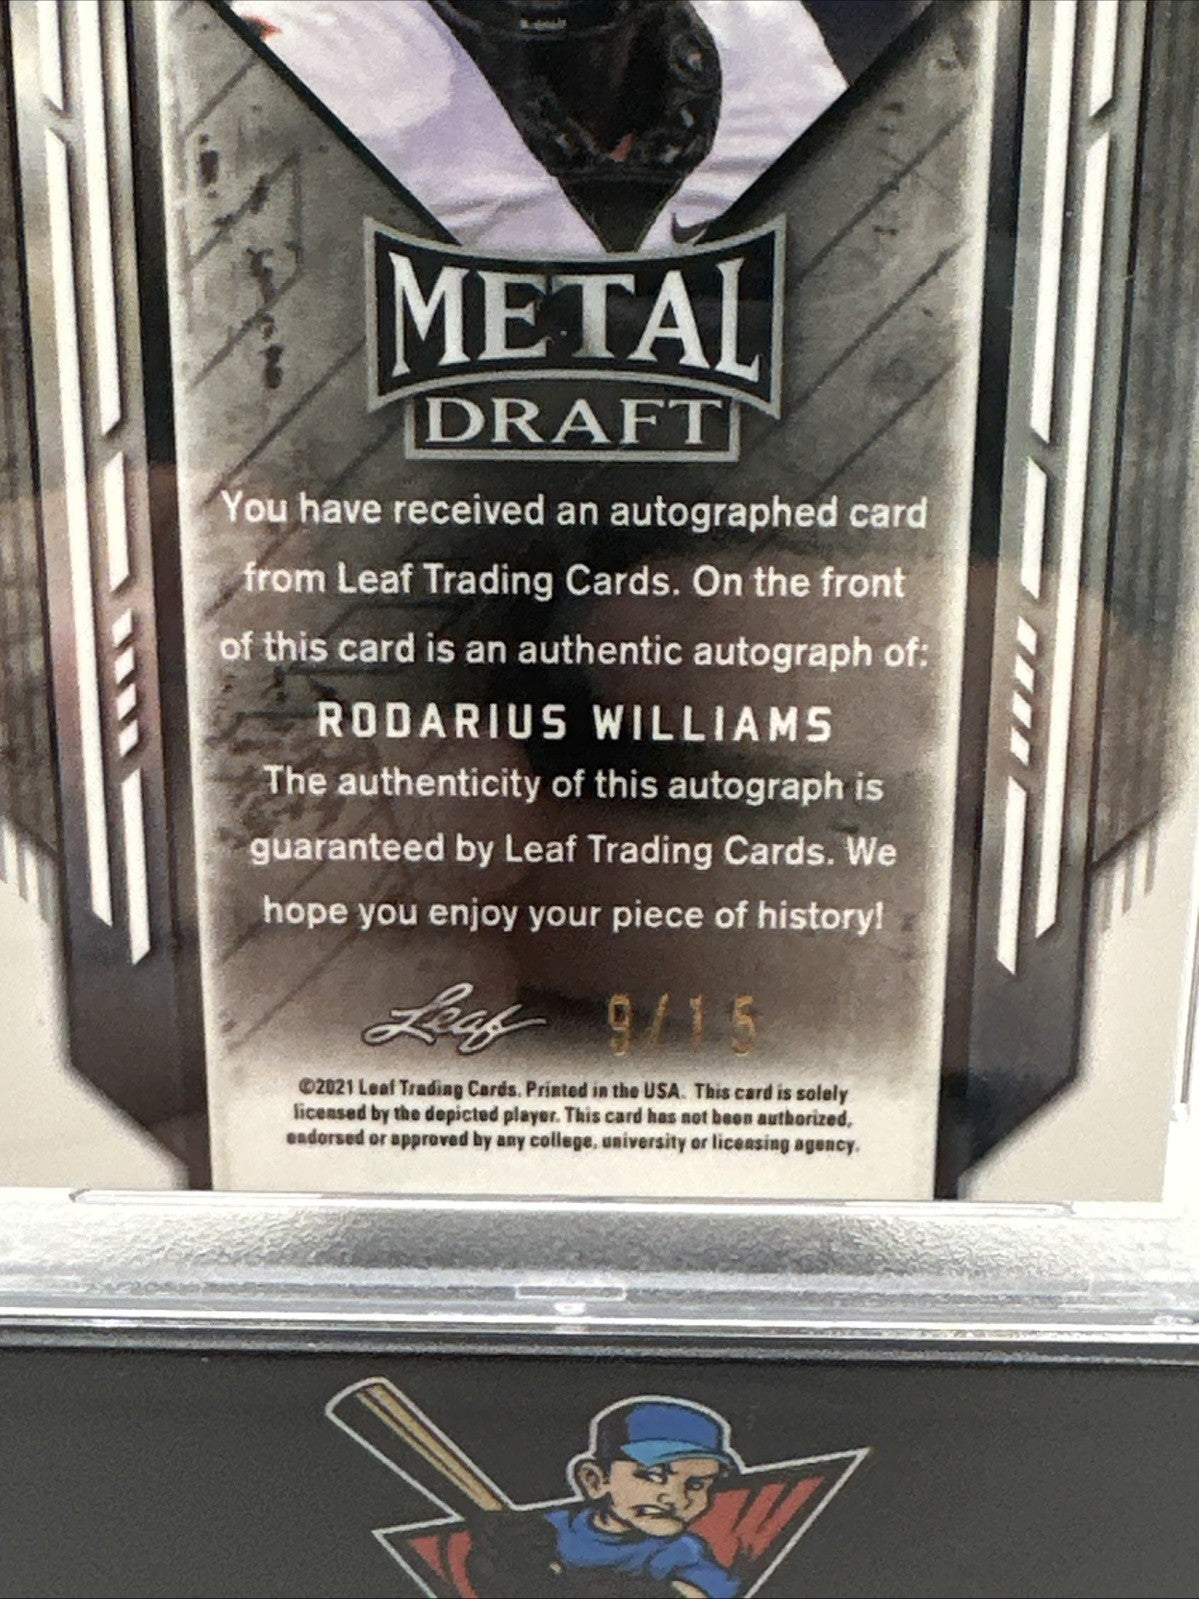 METAL
DRAFT
You have received an autographed card
from Leaf Trading Cards. On the front
of this card is an authentic autograph of:
RODARIUS WILLIAMS
The authenticity of this autograph is
guaranteed by Leaf Trading Cards. We
hope you enjoy your piece of history!
Leaf 9/15
©2021 Leaf Trading Cards. Printed in the USA. This card is solely
licensed by the depicted player. This card has not been authorized,
endorsed or approved by any college, university or licensing agency.